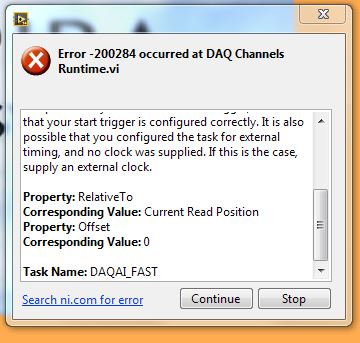 Error -200284 occurred at DAQ Channels
Runtime.vi
that your start trigger is configured correctly. It is also
possible that you configured the task for external
timing, and no clock was supplied. If this is the case,
supply an external clock.
Property: RelativeTo
Corresponding Value: Current Read Position
Property: Offset
Corresponding Value: 0
Task Name: DAQAI_FAST
Search ni.com for error
Continue
Stop